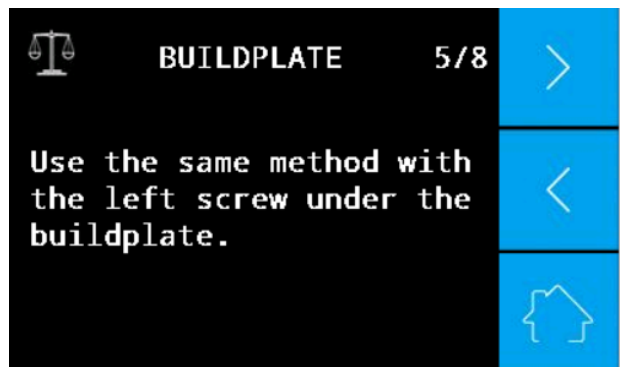 BUILDPLATE 5/8
Use the same method with
the left screw under the
buildplate.